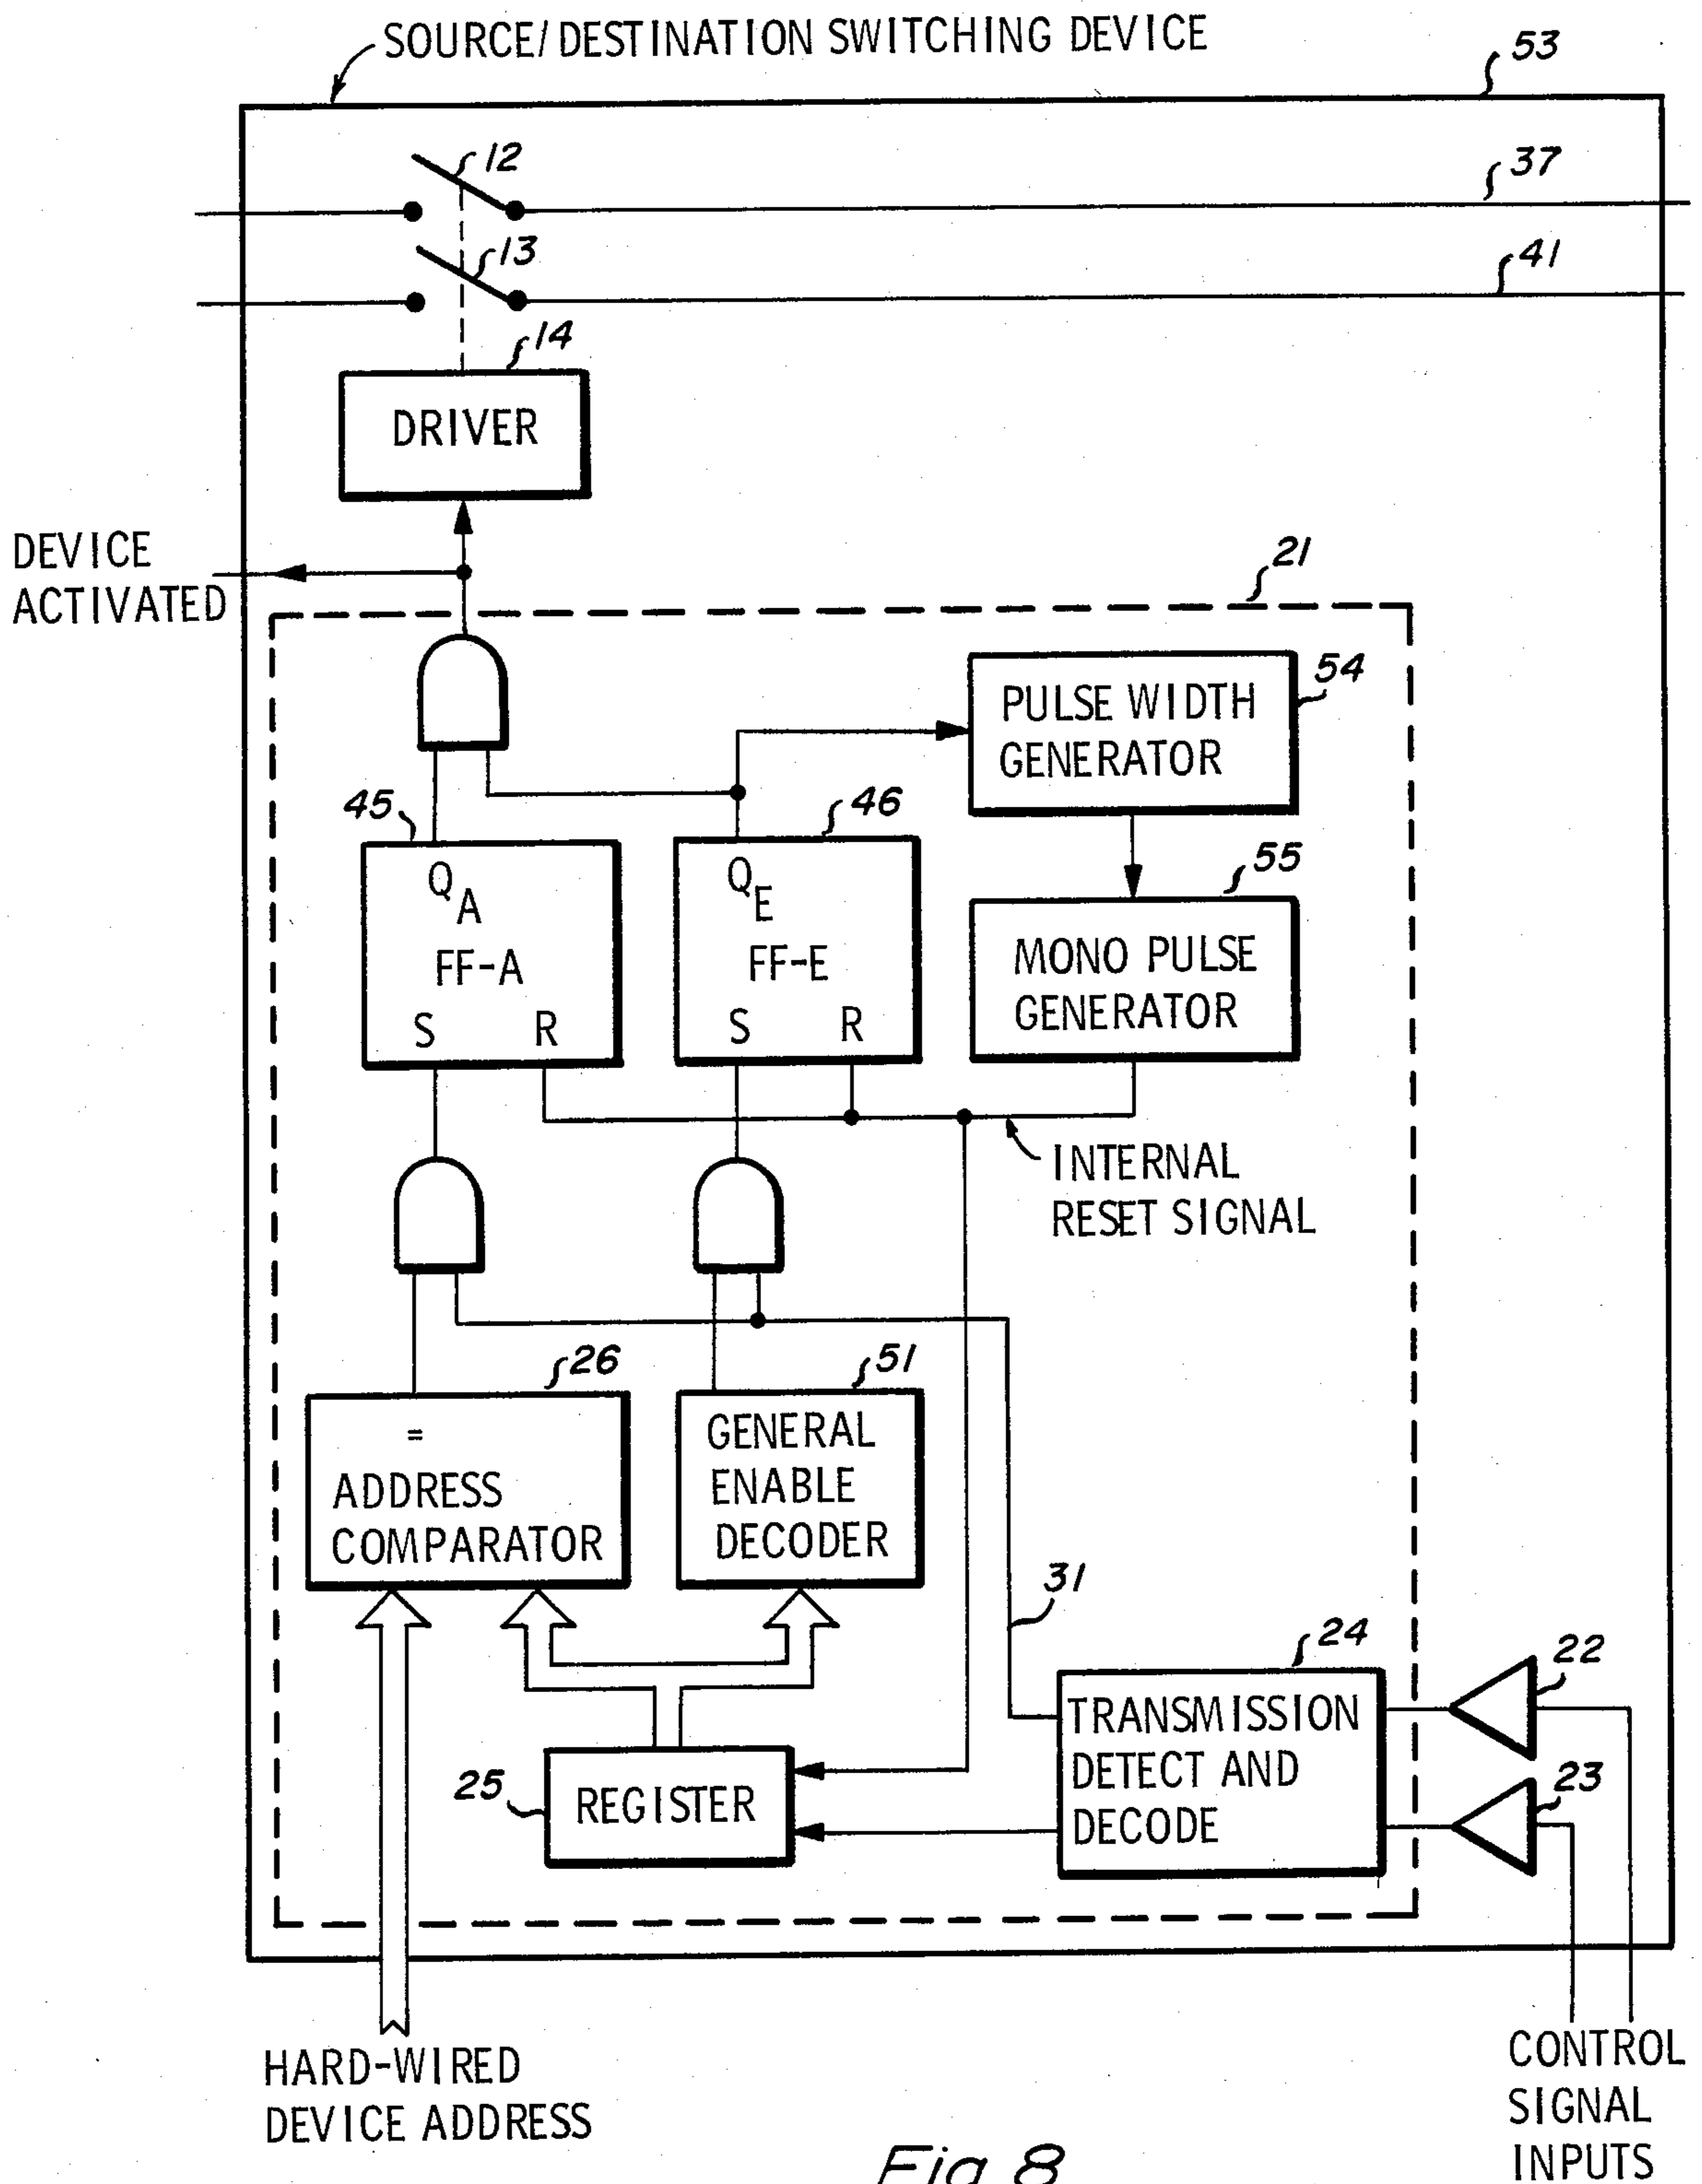 SOURCE/DESTINATION SWITCHING DEVICE
53
12
37
13
41
14
DRIVER
DEVICE
ACTIVATED
21
PULSE WIDTH
GENERATOR
54
45
46
55
Q A
FF-A
S R
Q E
FF-E
S R
MONO PULSE
GENERATOR
INTERNAL
RESET SIGNAL
26
51
=
ADDRESS
COMPARATOR
GENERAL
ENABLE
DECODER
31
24
22
TRANSMISSION
DETECT AND
DECODE
25
REGISTER
23
HARD-WIRED
DEVICE ADDRESS
CONTROL
SIGNAL
INPUTS
Fig 8